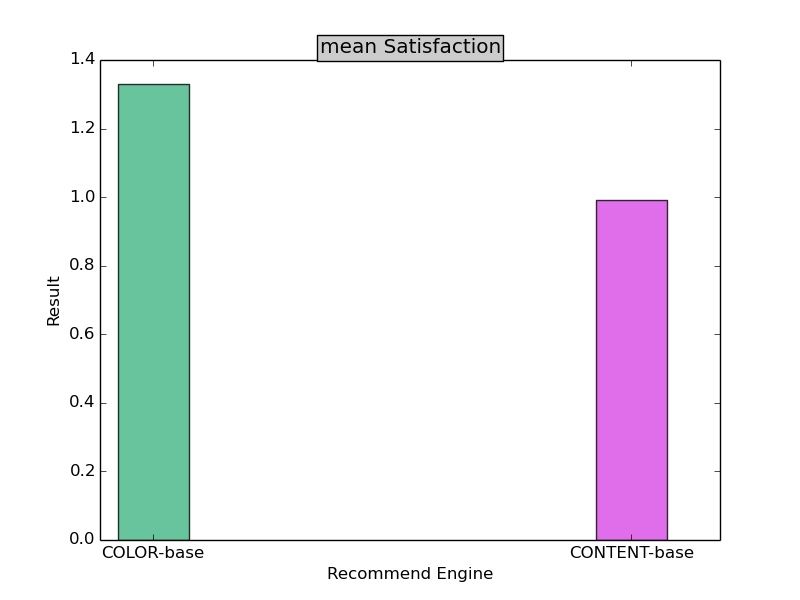 mean Satisfaction
1.4
1.2
1.0
0.8
0.6
0.4
0.2
0.0
Result
COLOR-base CONTENT-base
Recommend Engine